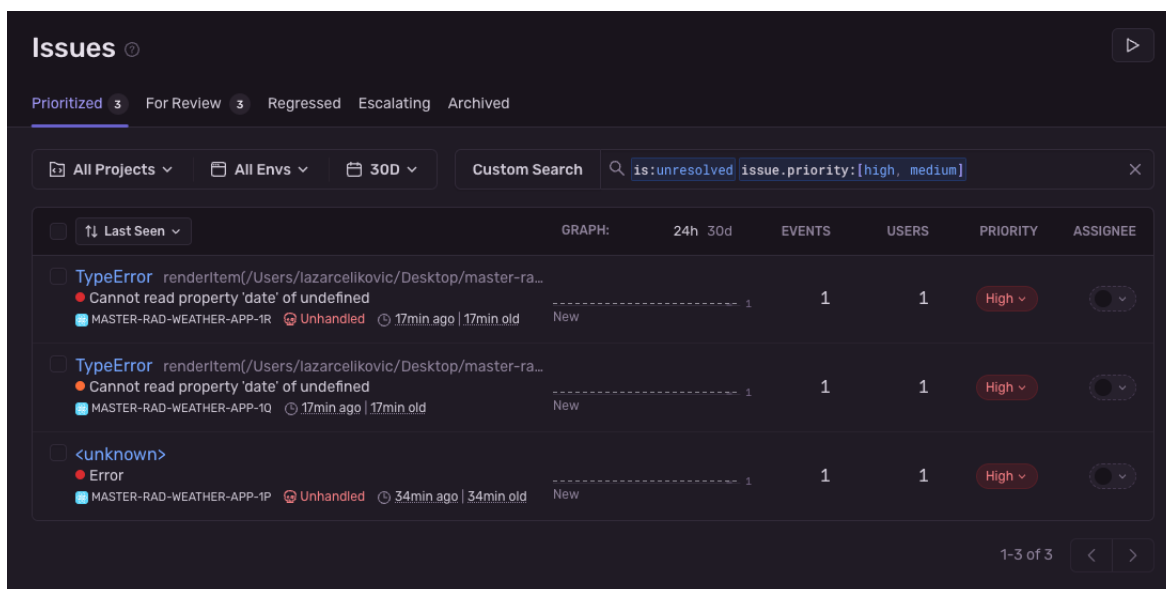 Issues
Prioritized 3 For Review 3 Regressed Escalating Archived
All Projects All Envs 30D Custom Search is:unresolved issue.priority:[high, medium]
Last Seen GRAPH: 24h 30d EVENTS USERS PRIORITY ASSIGNEE
TypeError renderItem(/Users/lazarcelikovic/Desktop/master-ra...
Cannot read property 'date' of undefined
1 1 1 High
MASTER-RAD-WEATHER-APP-1R Unhandled 17min ago | 17min old New
TypeError renderItem(/Users/lazarcelikovic/Desktop/master-ra...
Cannot read property 'date' of undefined
1 1 1 High
MASTER-RAD-WEATHER-APP-1Q 17min ago | 17min old New
<unknown>
Error
1 1 1 High
MASTER-RAD-WEATHER-APP-1P Unhandled 34min ago | 34min old New
1-3 of 3